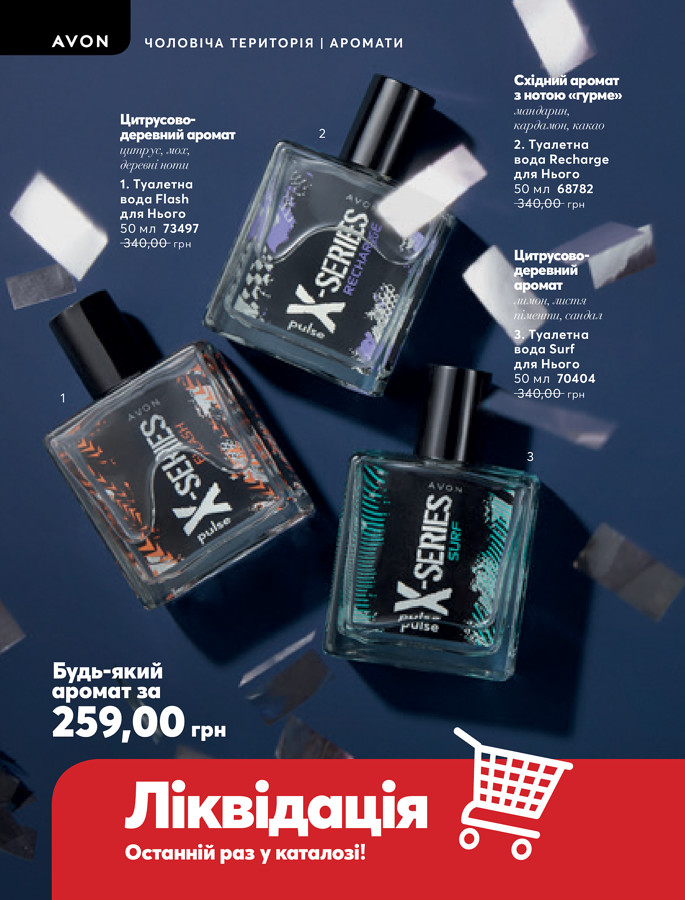 AVON
ЧОЛОВІЧА ТЕРИТОРІЯ | АРОМАТИ
Цитрусово-
деревний аромат
цитрус, мох,
деревні ноти
1. Туалетна
вода Flash
для Нього
50 мл 73497
340,00 грн
Східний аромат
з нотою «гурме»
мандарин,
кардамон, какао
2. Туалетна
вода Recharge
для Нього
50 мл 68782
340,00 грн
Цитрусово-
деревний
аромат
лимон, листя
піменти, сандал
3. Туалетна
вода Surf
для Нього
50 мл 70404
340,00 грн
2
AVON
X-SERIES
RECHARGE
pulse
1
AVON
X-SERIES
FLASH
pulse
3
AVON
X-SERIES
SURF
pulse
pulse
Будь-який
аромат за
259,00 грн
Ліквідація
Останній раз у каталозі!